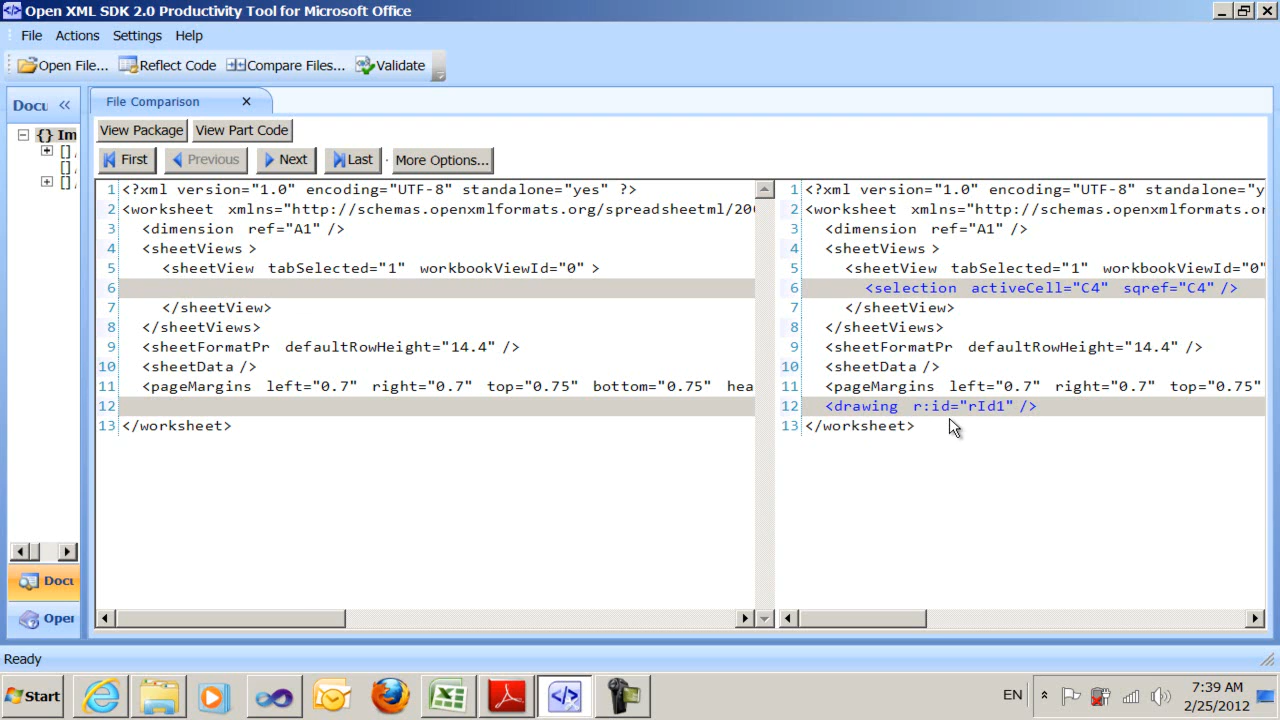 Open XML SDK 2.0 Productivity Tool for Microsoft Office
File Actions Settings Help
Open File... Reflect Code Compare Files... Validate
Docu
File Comparison
{} Im
View Package View Part Code
First Previous Next Last More Options...
1 <?xml version="1.0" encoding="UTF-8" standalone="yes" ?>
2 <worksheet xmlns="http://schemas.openxmlformats.org/spreadsheetml/200
3 <dimension ref="A1" />
4 <sheetViews >
5 <sheetView tabSelected="1" workbookViewId="0" >
6
7 </sheetView>
8 </sheetViews>
9 <sheetFormatPr defaultRowHeight="14.4" />
10 <sheetData />
11 <pageMargins left="0.7" right="0.7" top="0.75" bottom="0.75" hea
12
13 </worksheet>
1 <?xml version="1.0" encoding="UTF-8" standalone="y
2 <worksheet xmlns="http://schemas.openxmlformats.or
3 <dimension ref="A1" />
4 <sheetViews >
5 <sheetView tabSelected="1" workbookViewId="0"
6 <selection activeCell="C4" sqref="C4" />
7 </sheetView>
8 </sheetViews>
9 <sheetFormatPr defaultRowHeight="14.4" />
10 <sheetData />
11 <pageMargins left="0.7" right="0.7" top="0.75"
12 <drawing r:id="rId1" />
13 </worksheet>
Docu
Oper
Ready
Start
EN
7:39 AM
2/25/2012